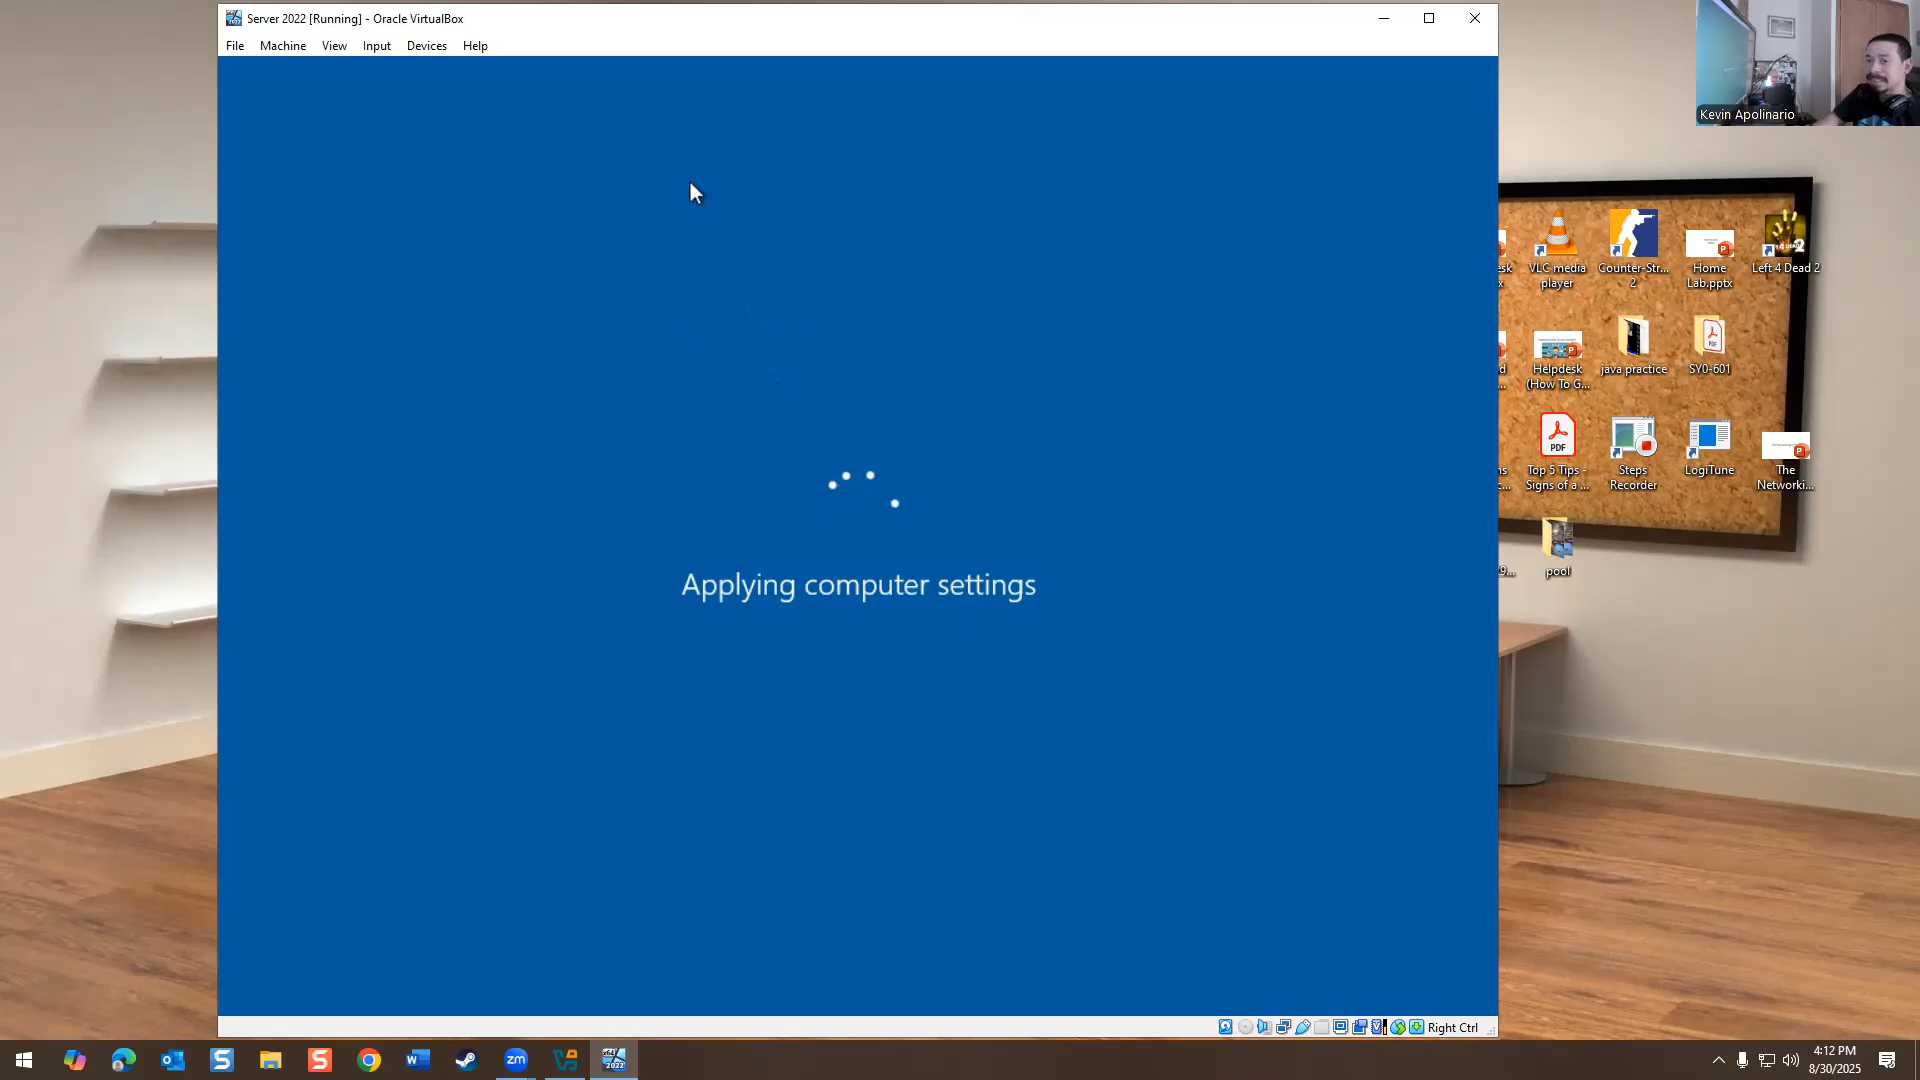 Server 2022 [Running] - Oracle VirtualBox
File Machine View Input Devices Help
Kevin Apolinario
Applying computer settings
VLC media player
Counter-Str... 2
Home Lab.pptx
Left 4 Dead 2
Helpdesk (How To G...
java practice
SY0-601
PDF
Top 5 Tips - Signs of a ...
Steps Recorder
LogiTune
The Networki...
pool
Right Ctrl
4:12 PM
8/30/2025